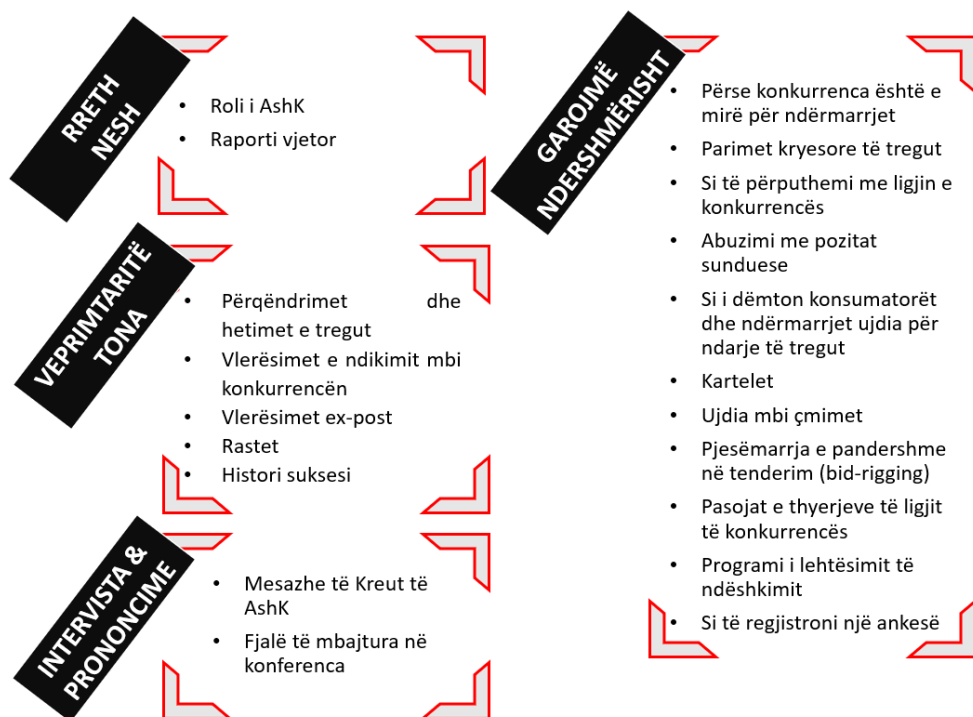 RRETH
NESH
• Roli i AshK
• Raporti vjetor
VEPRIMTARITË
TONA
• Përqëndrimet dhe
hetimet e tregut
• Vlerësimet e ndikimit mbi
konkurrencën
• Vlerësimet ex-post
• Rastet
• Histori suksesi
INTERVISTA &
PRONONCIME
• Mesazhe të Kreut të
AshK
• Fjalë të mbajtura në
konferenca
GAROJMË
NDERSHMËRISHT
• Përse konkurrenca është e
mirë për ndërmarrjet
• Parimet kryesore të tregut
• Si të përputhemi me ligjin e
konkurrencës
• Abuzimi me pozitat
sunduese
• Si i dëmton konsumatorët
dhe ndërmarrjet ujdia për
ndarje të tregut
• Kartelet
• Ujdia mbi çmimet
• Pjesëmarrja e pandershme
në tenderim (bid-rigging)
• Pasojat e thyerjeve të ligjit
të konkurrencës
• Programi i lehtësimit të
ndëshkimit
• Si të regjistroni një ankesë